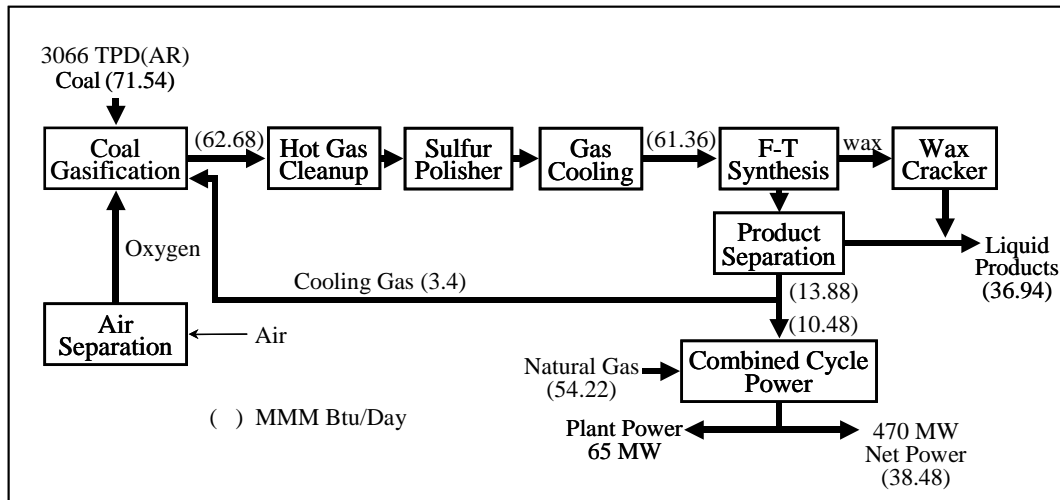 3066 TPD(AR)
Coal (71.54)
Coal
Gasification
(62.68)
Hot Gas
Cleanup
Sulfur
Polisher
Gas
Cooling
(61.36)
F-T
Synthesis
wax
Wax
Cracker
Oxygen
Product
Separation
Liquid
Products
(36.94)
Cooling Gas (3.4)
(13.88)
(10.48)
Air
Separation
Air
Natural Gas
(54.22)
Combined Cycle
Power
( ) MMM Btu/Day
Plant Power
65 MW
470 MW
Net Power
(38.48)